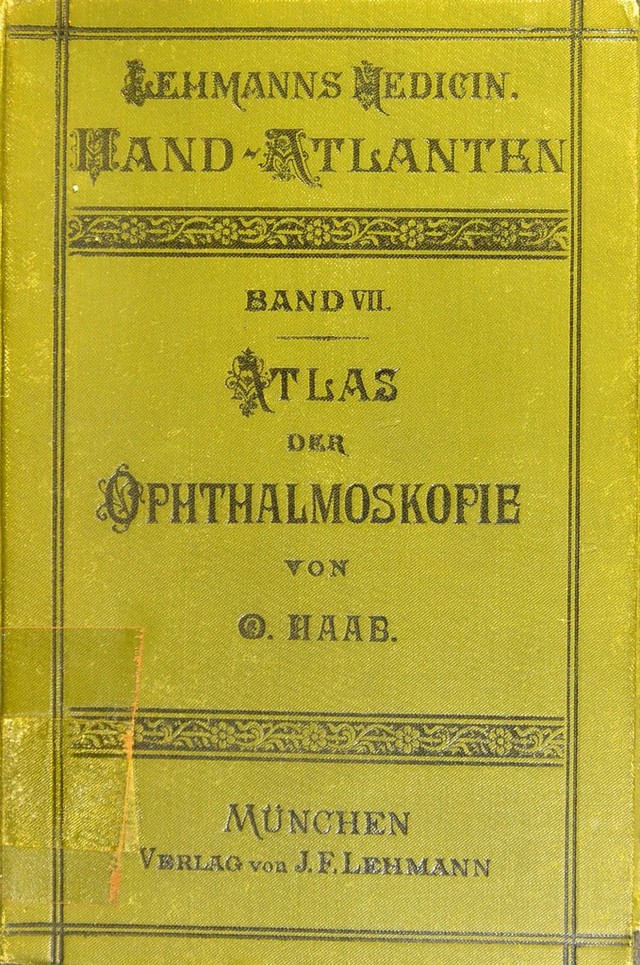 LEHMANNS MEDICIN.
HAND-ATLANTEN
BAND VII.
ATLAS
DER
OPHTHALMOSKOPIE
VON
O. HAAB.
MÜNCHEN
VERLAG von J. F. LEHMANN